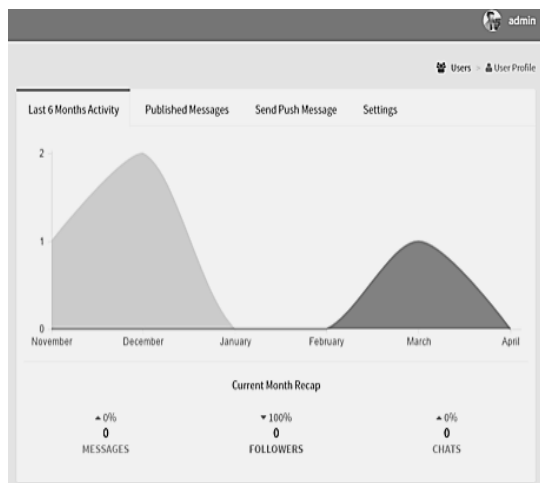 admin
Users > User Profile
Last 6 Months Activity Published Messages Send Push Message Settings
2
1
0
November December January February March April
Current Month Recap
0% 100% 0%
0 0 0
MESSAGES FOLLOWERS CHATS